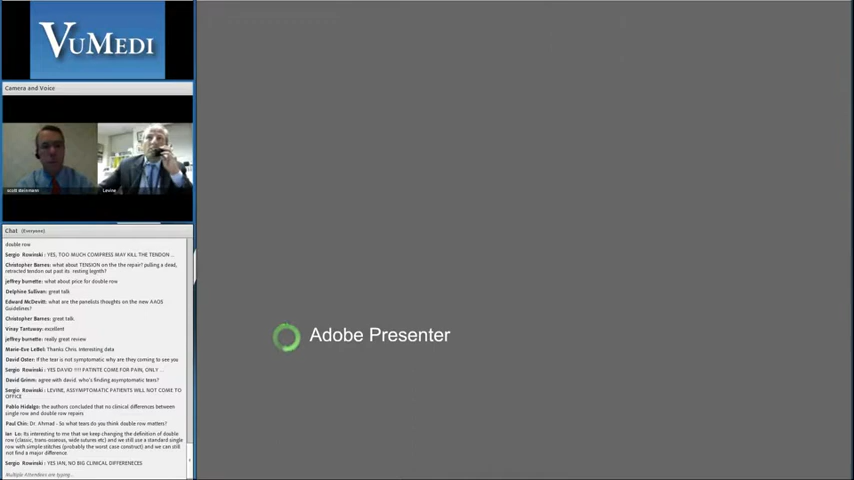 VUMEDI
Camera and Voice
scott steinmann
Levine
Chat (Everyone)
double row
Sergio Rowinski : YES, TOO MUCH COMPRESS MAY KILL THE TENDON ...
Christopher Barnes: what about TENSION on the the repair? pulling a dead,
retracted tendon out past its resting legnth?
jeffrey burnette: what about price for double row
Delphine Sullivan: great talk
Edward McDevitt: what are the panelists thoughts on the new AAOS
Guidelines?
Christopher Barnes: great talk
Vinay Tantuway: excellent
jeffrey burnette: really great review
Marie-Eve LeBel: Thanks Chris. Interesting data
David Oster: If the tear is not symptomatic why are they coming to see you
Sergio Rowinski : YES DAVID !!!! PATINTE COME FOR PAIN, ONLY ...
David Grimm: agree with david. who's finding asymptomatic tears?
Sergio Rowinski : LEVINE, ASSYMPTOMATIC PATIENTS WILL NOT COME TO
OFFICE
Pablo Hidalgo: the authors concluded that no clinical differences between
single row and double row repairs
Paul Chin: Dr. Ahmad - So what tears do you think double row matters?
Ian Lo: Its interesting to me that we keep changing the definition of double
row (classic, trans-osseous, wide sutures etc) and we still use a standard single
row with simple stitches (probably the worst case construct) and we can still
not find a major difference.
Sergio Rowinski : YES IAN, NO BIG CLINICAL DIFFERENECES
Multiple Attendees are typing...
Adobe Presenter